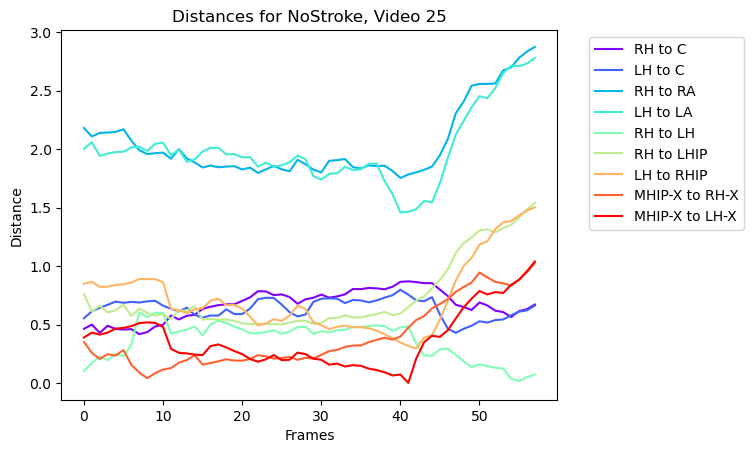 Distances for NoStroke, Video 25
3.0
2.5
2.0
1.5
1.0
0.5
0.0
Distance
0 10 20 30 40 50
Frames
RH to C
LH to C
RH to RA
LH to LA
RH to LH
RH to LHIP
LH to RHIP
MHIP-X to RH-X
MHIP-X to LH-X